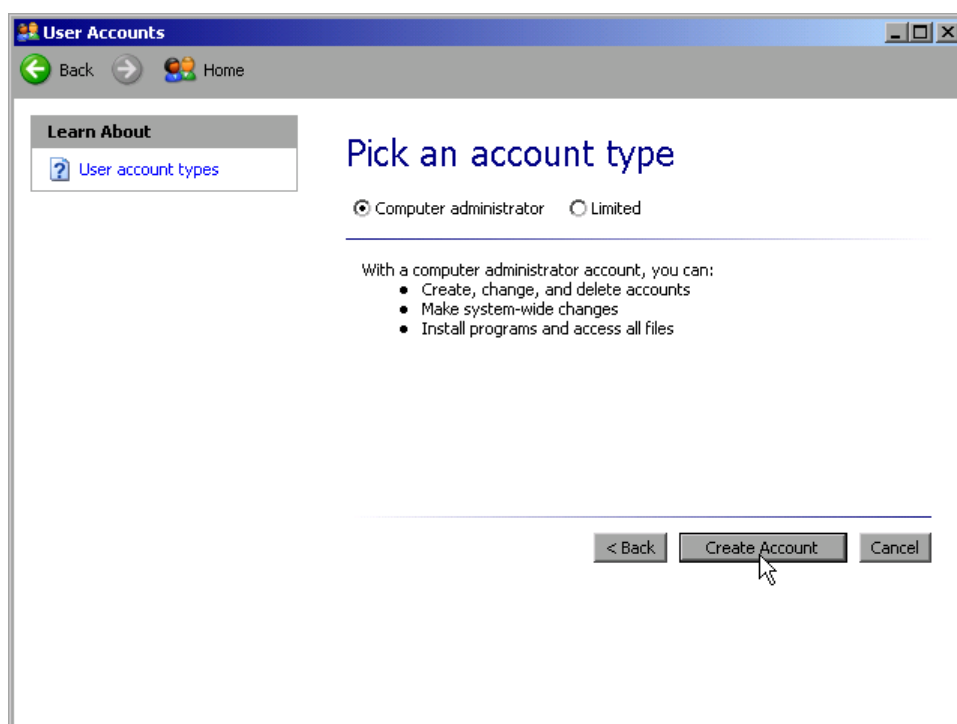 User Accounts
Back Home
Learn About
User account types
Pick an account type
Computer administrator Limited
With a computer administrator account, you can:
● Create, change, and delete accounts
● Make system-wide changes
● Install programs and access all files
< Back Create Account Cancel